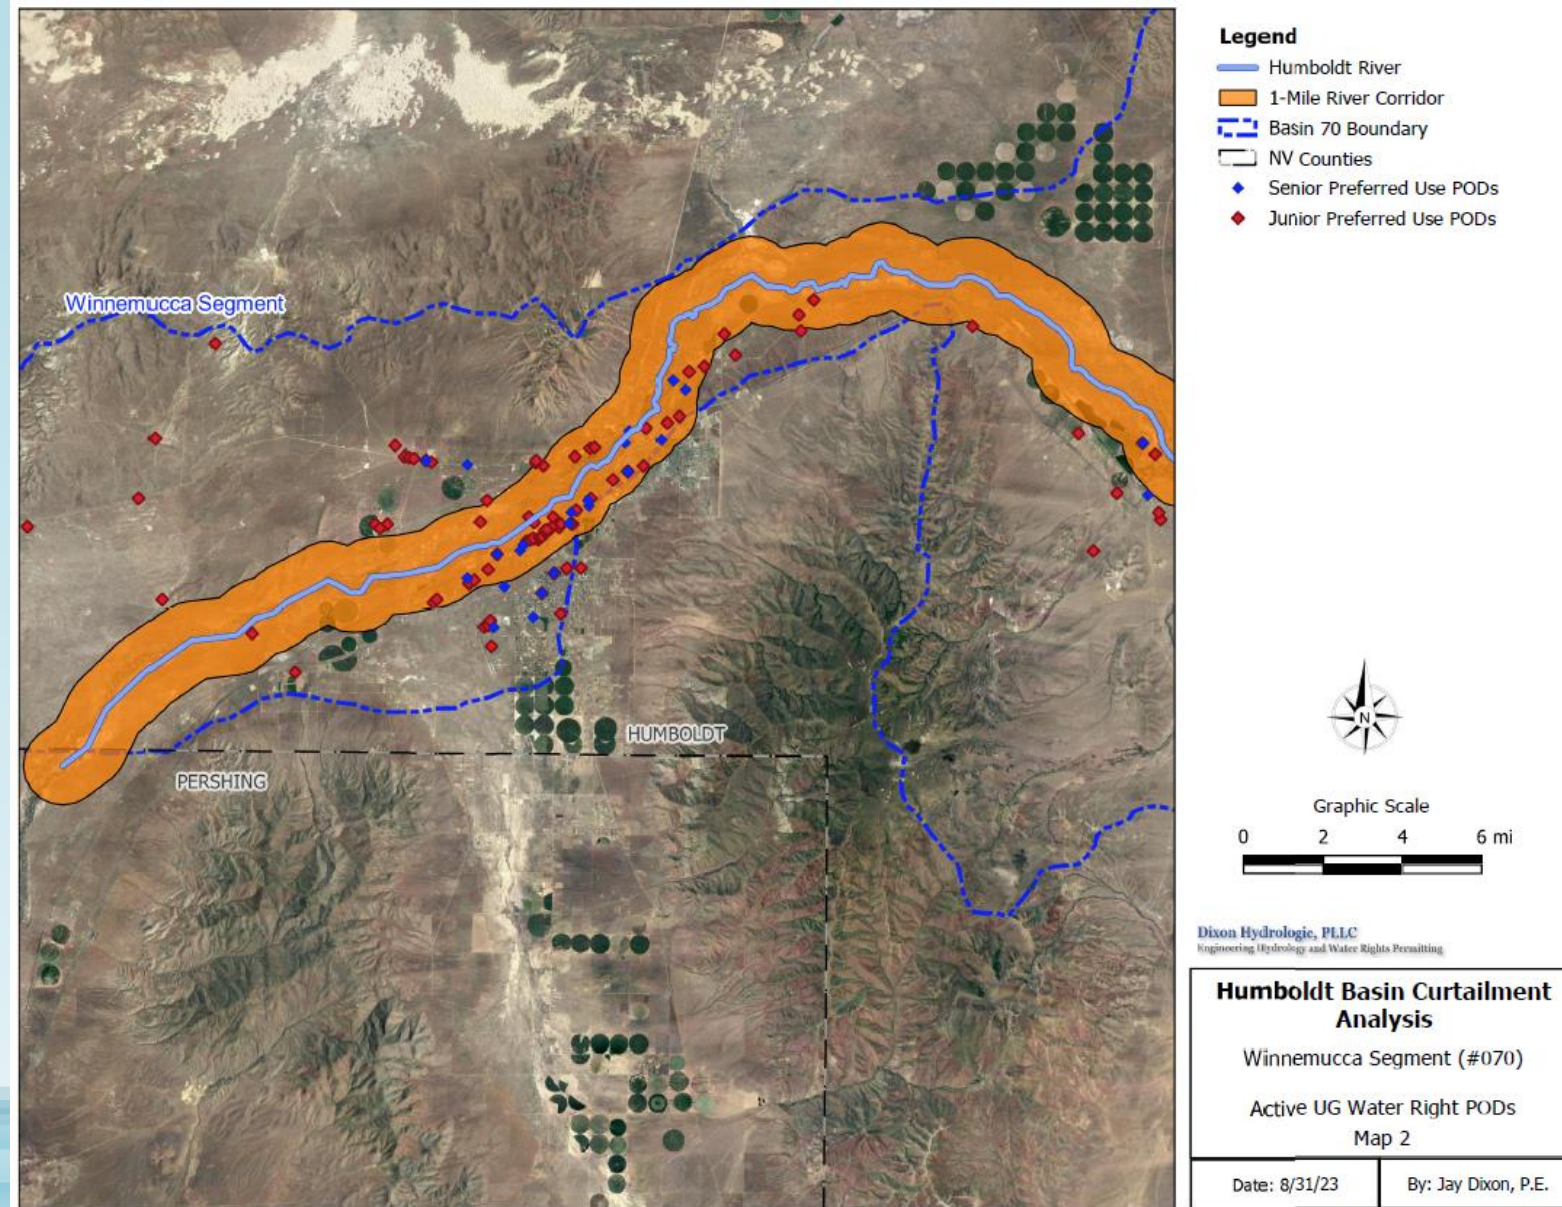 Legend
Humboldt River
1-Mile River Corridor
Basin 70 Boundary
NV Counties
Senior Preferred Use PODs
Junior Preferred Use PODs
Winnemucca Segment
HUMBOLDT
PERSHING
N
Graphic Scale
0 2 4 6 mi
Dixon Hydrologic, PLLC
Engineering Hydrology and Water Rights Permitting
Humboldt Basin Curtailment
Analysis
Winnemucca Segment (#070)
Active UG Water Right PODs
Map 2
Date: 8/31/23 By: Jay Dixon, P.E.